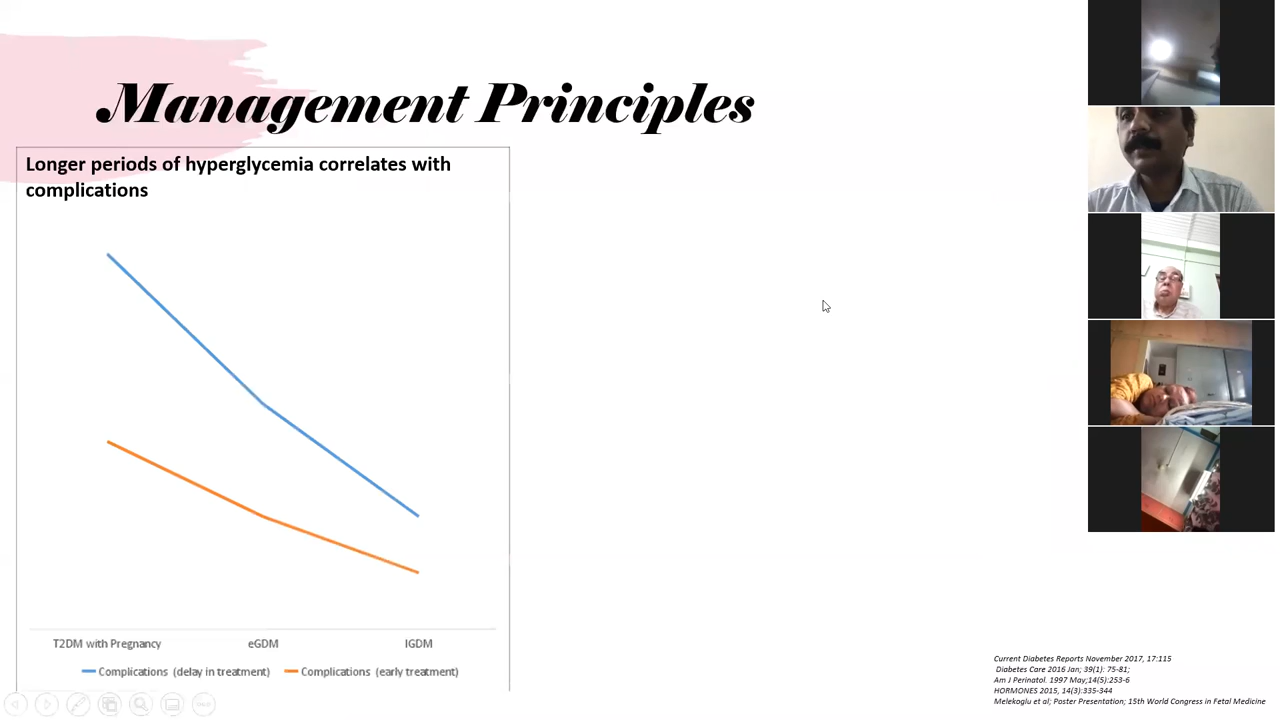 Management Principles
Longer periods of hyperglycemia correlates with
complications
T2DM with Pregnancy eGDM lGDM
Complications (delay in treatment) Complications (early treatment)
Current Diabetes Reports November 2017, 17:115
Diabetes Care 2016 Jan; 39(1): 75-81;
Am J Perinatol. 1997 May;14(5):253-6
HORMONES 2015, 14(3):335-344
Melekoglu et al; Poster Presentation; 15th World Congress in Fetal Medicine